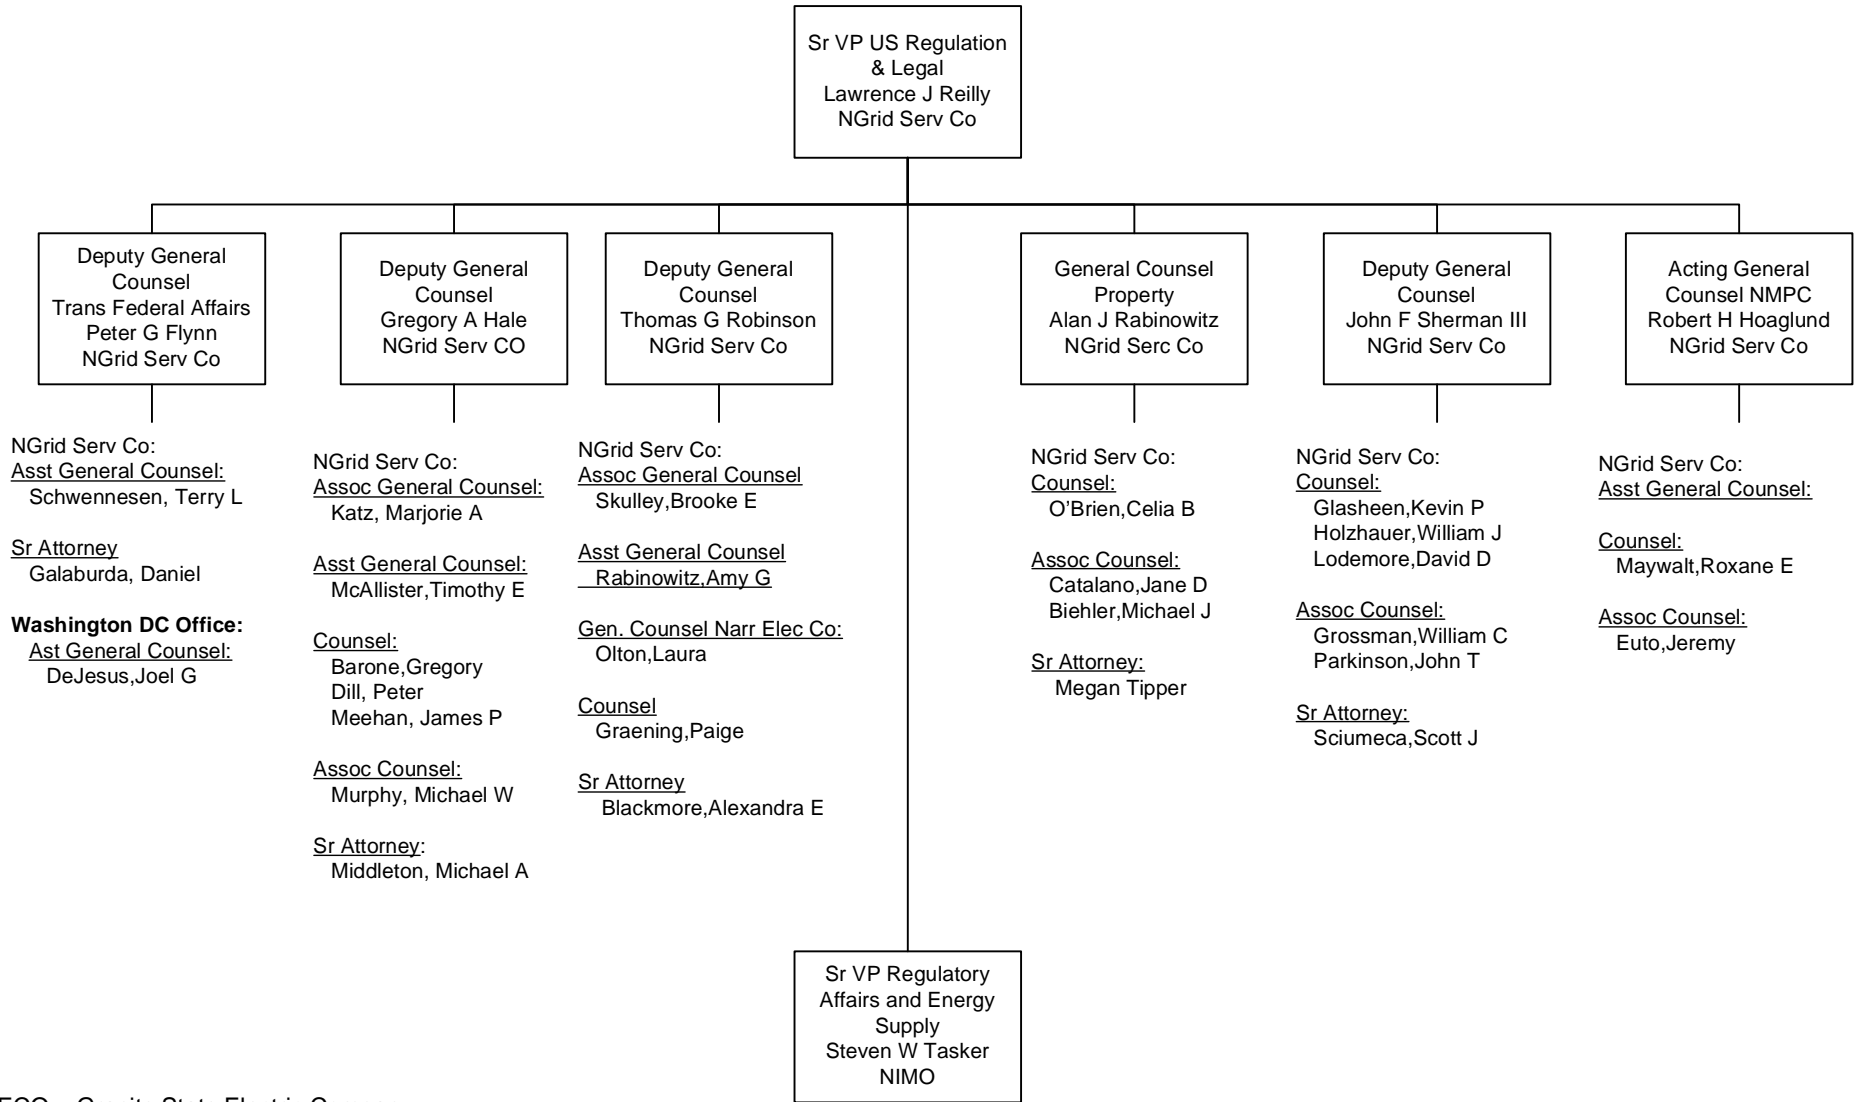 Sr VP US Regulation
& Legal
Lawrence J Reilly
NGrid Serv Co
Deputy General
Counsel
Trans Federal Affairs
Peter G Flynn
NGrid Serv Co
Deputy General
Counsel
Gregory A Hale
NGrid Serv CO
Deputy General
Counsel
Thomas G Robinson
NGrid Serv Co
General Counsel
Property
Alan J Rabinowitz
NGrid Serc Co
Deputy General
Counsel
John F Sherman III
NGrid Serv Co
Acting General
Counsel NMPC
Robert H Hoaglund
NGrid Serv Co
NGrid Serv Co:
Asst General Counsel:
Schwennesen, Terry L
Sr Attorney
Galaburda, Daniel
Washington DC Office:
Ast General Counsel:
DeJesus,Joel G
NGrid Serv Co:
Assoc General Counsel:
Katz, Marjorie A
Asst General Counsel:
McAllister,Timothy E
Counsel:
Barone,Gregory
Dill, Peter
Meehan, James P
Assoc Counsel:
Murphy, Michael W
Sr Attorney:
Middleton, Michael A
NGrid Serv Co:
Assoc General Counsel
Skulley,Brooke E
Asst General Counsel
Rabinowitz,Amy G
Gen. Counsel Narr Elec Co:
Olton,Laura
Counsel
Graening,Paige
Sr Attorney
Blackmore,Alexandra E
NGrid Serv Co:
Counsel:
O'Brien,Celia B
Assoc Counsel:
Catalano,Jane D
Biehler,Michael J
Sr Attorney:
Megan Tipper
NGrid Serv Co:
Counsel:
Glasheen,Kevin P
Holzhauer,William J
Lodemore,David D
Assoc Counsel:
Grossman,William C
Parkinson,John T
Sr Attorney:
Sciumeca,Scott J
NGrid Serv Co:
Asst General Counsel:
Counsel:
Maywalt,Roxane E
Assoc Counsel:
Euto,Jeremy
Sr VP Regulatory
Affairs and Energy
Supply
Steven W Tasker
NIMO